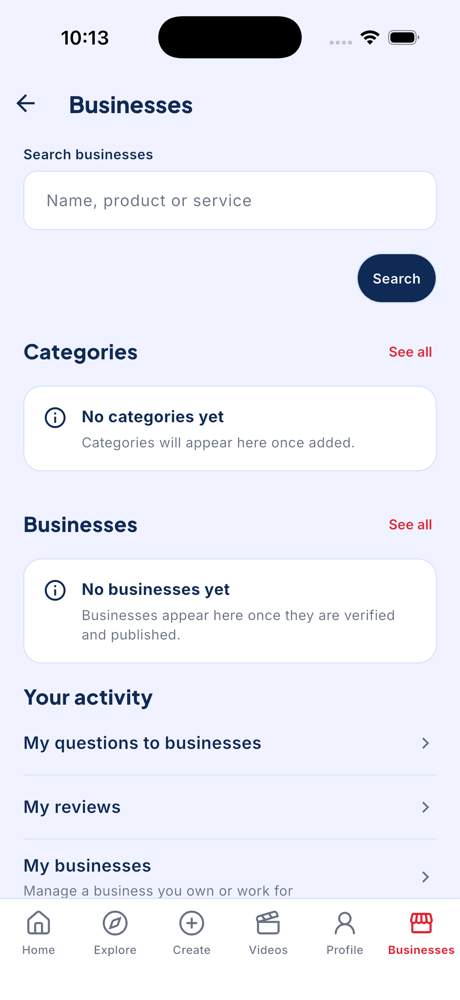 10:13
Businesses
Search businesses
Name, product or service
Search
Categories
See all
No categories yet
Categories will appear here once added.
Businesses
See all
No businesses yet
Businesses appear here once they are verified
and published.
Your activity
My questions to businesses
My reviews
My businesses
Manage a business you own or work for
Home
Explore
Create
Videos
Profile
Businesses